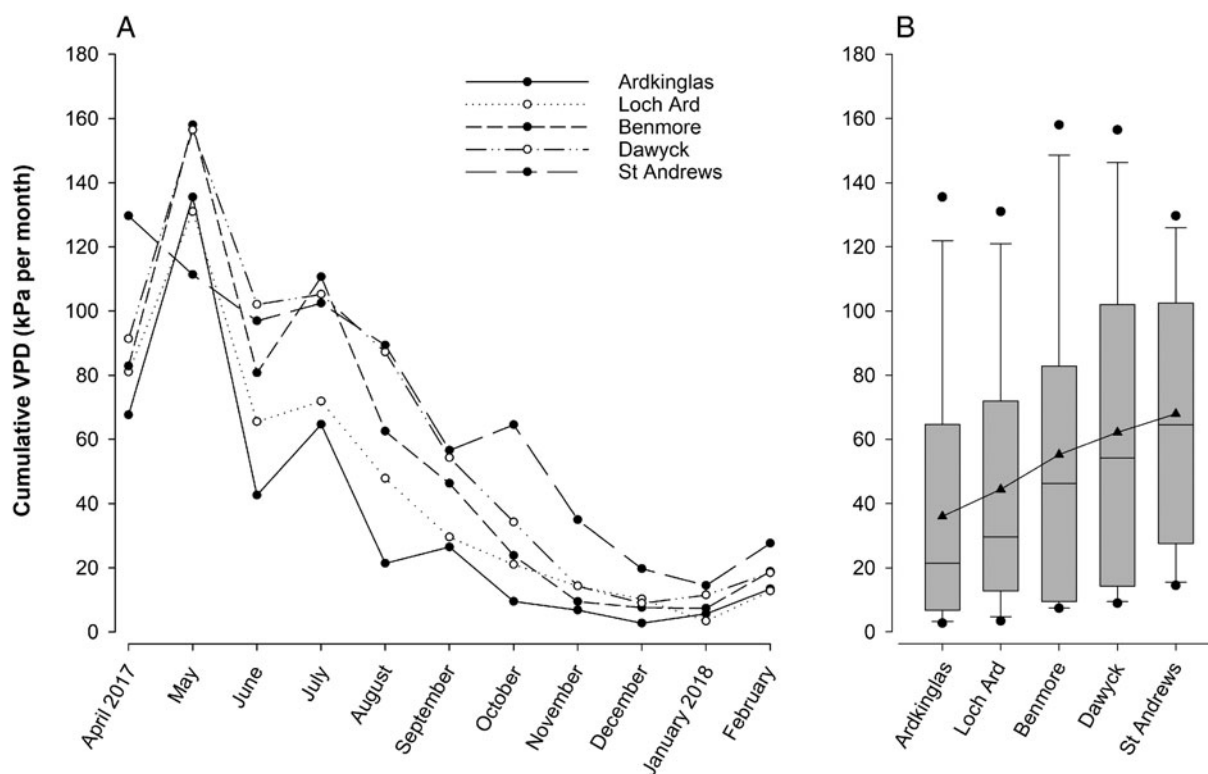 A
B
Cumulative VPD (kPa per month)
180
160
140
120
100
80
60
40
20
0
Ardkinglas
Loch Ard
Benmore
Dawyck
St Andrews
April 2017
May
June
July
August
September
October
November
December
January 2018
February
180
160
140
120
100
80
60
40
20
0
Ardkinglas
Loch Ard
Benmore
Dawyck
St Andrews